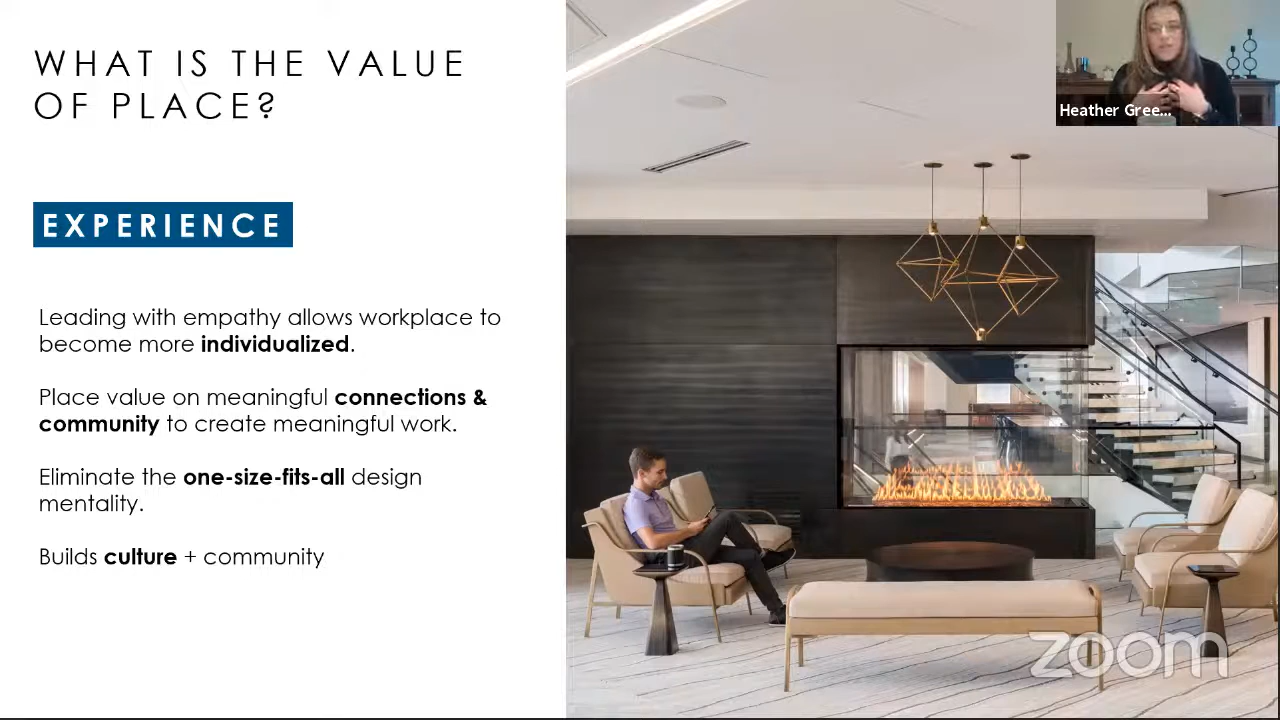 WHAT IS THE VALUE
OF PLACE?
EXPERIENCE
Leading with empathy allows workplace to
become more individualized.
Place value on meaningful connections &
community to create meaningful work.
Eliminate the one-size-fits-all design
mentality.
Builds culture + community
Heather Gree...
zoom